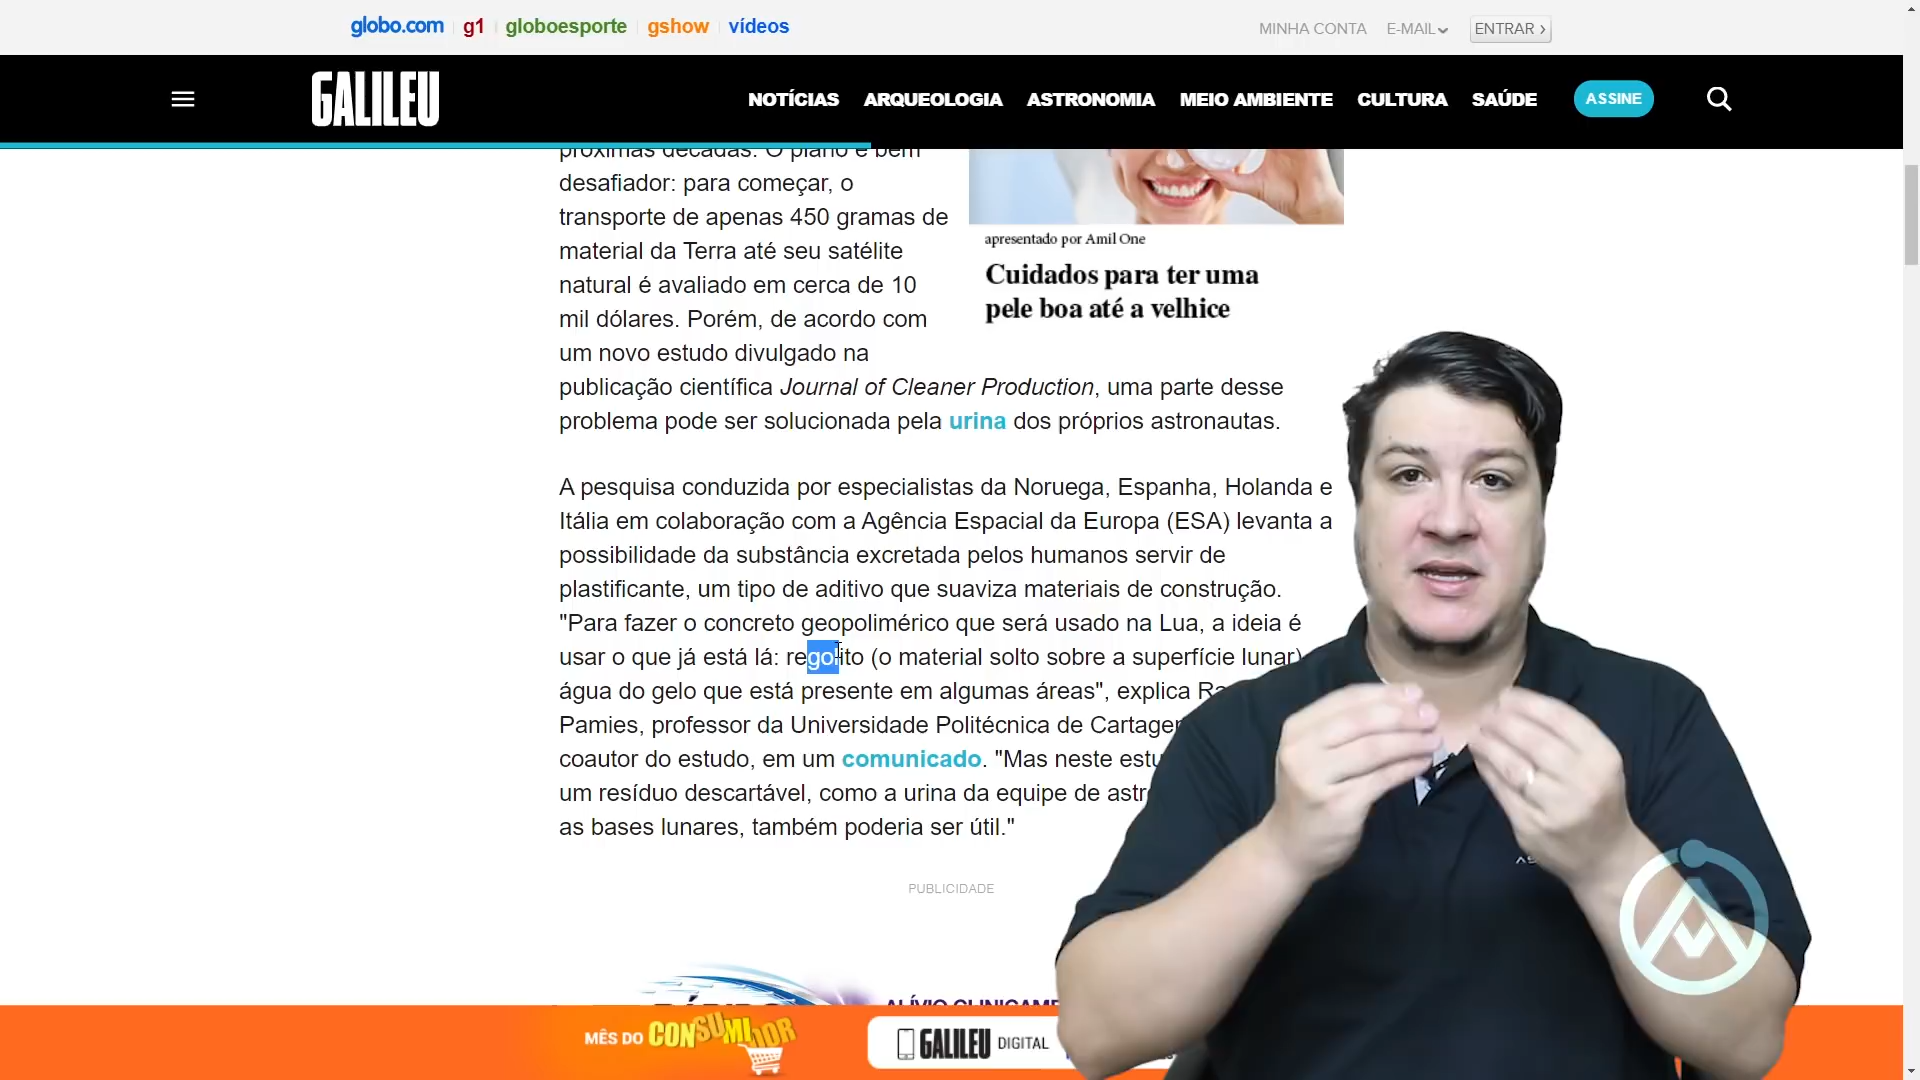 globo.com g1 globoesporte gshow vídeos MINHA CONTA E-MAIL ENTRAR
GALILEU NOTÍCIAS ARQUEOLOGIA ASTRONOMIA MEIO AMBIENTE CULTURA SAÚDE ASSINE
próximas décadas. O plano é bem
desafiador: para começar, o
transporte de apenas 450 gramas de
material da Terra até seu satélite
natural é avaliado em cerca de 10
mil dólares. Porém, de acordo com
um novo estudo divulgado na
publicação científica Journal of Cleaner Production, uma parte desse
problema pode ser solucionada pela urina dos próprios astronautas.
apresentado por Amil One
Cuidados para ter uma
pele boa até a velhice
A pesquisa conduzida por especialistas da Noruega, Espanha, Holanda e
Itália em colaboração com a Agência Espacial da Europa (ESA) levanta a
possibilidade da substância excretada pelos humanos servir de
plastificante, um tipo de aditivo que suaviza materiais de construção.
"Para fazer o concreto geopolimérico que será usado na Lua, a ideia é
usar o que já está lá: regolito (o material solto sobre a superfície lunar)
água do gelo que está presente em algumas áreas", explica
Pamies, professor da Universidade Politécnica de
coautor do estudo, em um comunicado. "Mas neste
um resíduo descartável, como a urina da equipe de
as bases lunares, também poderia ser útil."
PUBLICIDADE
MÊS DO CONSUMIDOR
GALILEU DIGITAL